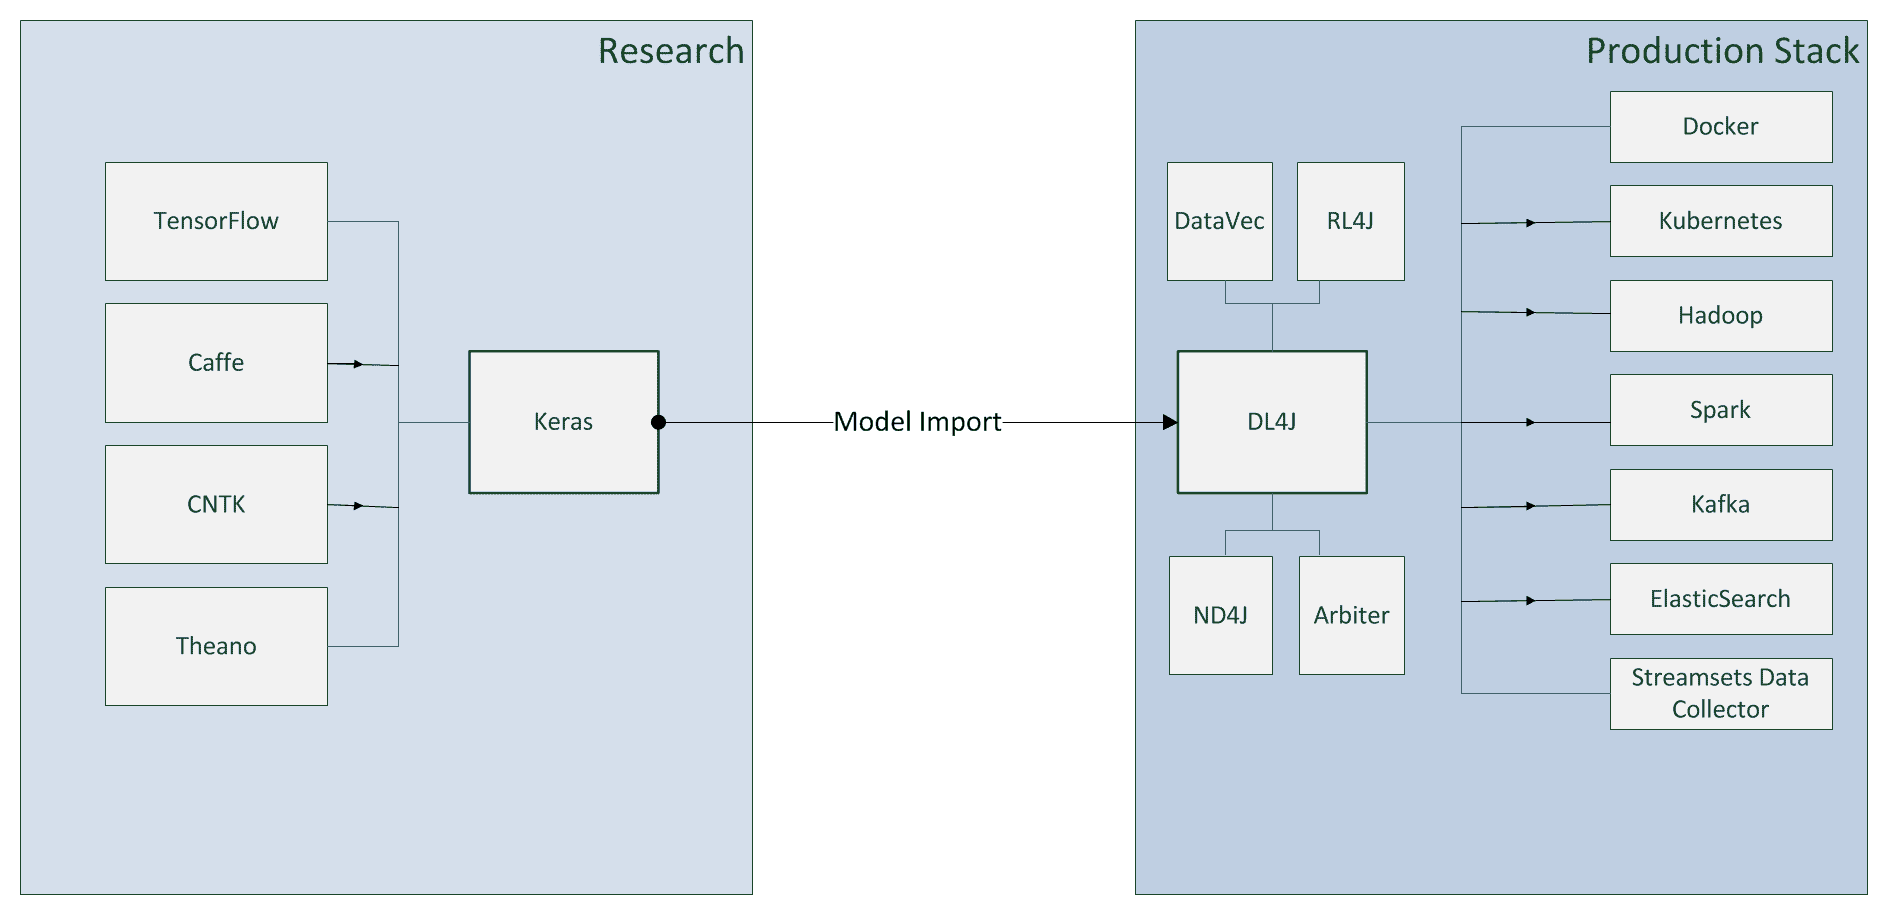 Research
TensorFlow
Caffe
CNTK
Theano
Keras
Model Import
Production Stack
DataVec
RL4J
DL4J
ND4J
Arbiter
Docker
Kubernetes
Hadoop
Spark
Kafka
ElasticSearch
Streamsets Data
Collector